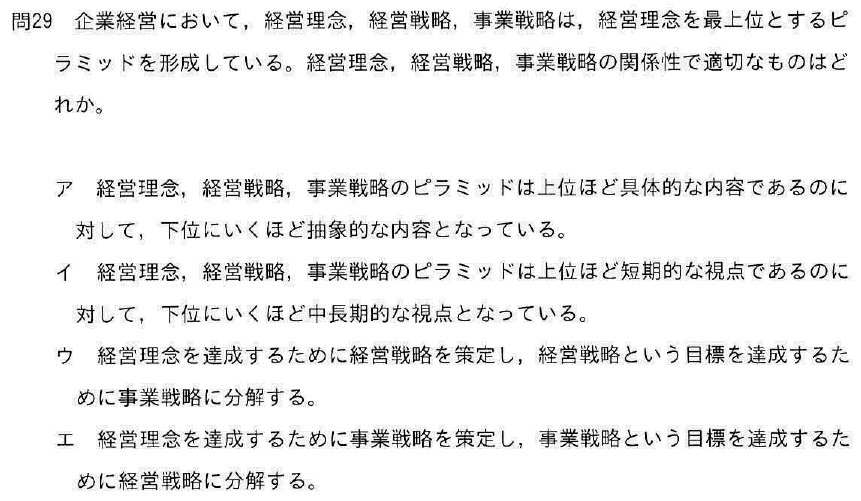 問29 企業経営において，経営理念，経営戦略，事業戦略は，経営理念を最上位とするピ
ラミッドを形成している。経営理念，経営戦略，事業戦略の関係性で適切なものはど
れか。
ア 経営理念，経営戦略，事業戦略のピラミッドは上位ほど具体的な内容であるのに
対して，下位にいくほど抽象的な内容となっている。
イ 経営理念，経営戦略，事業戦略のピラミッドは上位ほど短期的な視点であるのに
対して，下位にいくほど中長期的な視点となっている。
ウ 経営理念を達成するために経営戦略を策定し，経営戦略という目標を達成するた
めに事業戦略に分解する。
エ 経営理念を達成するために事業戦略を策定し，事業戦略という目標を達成するた
めに経営戦略に分解する。